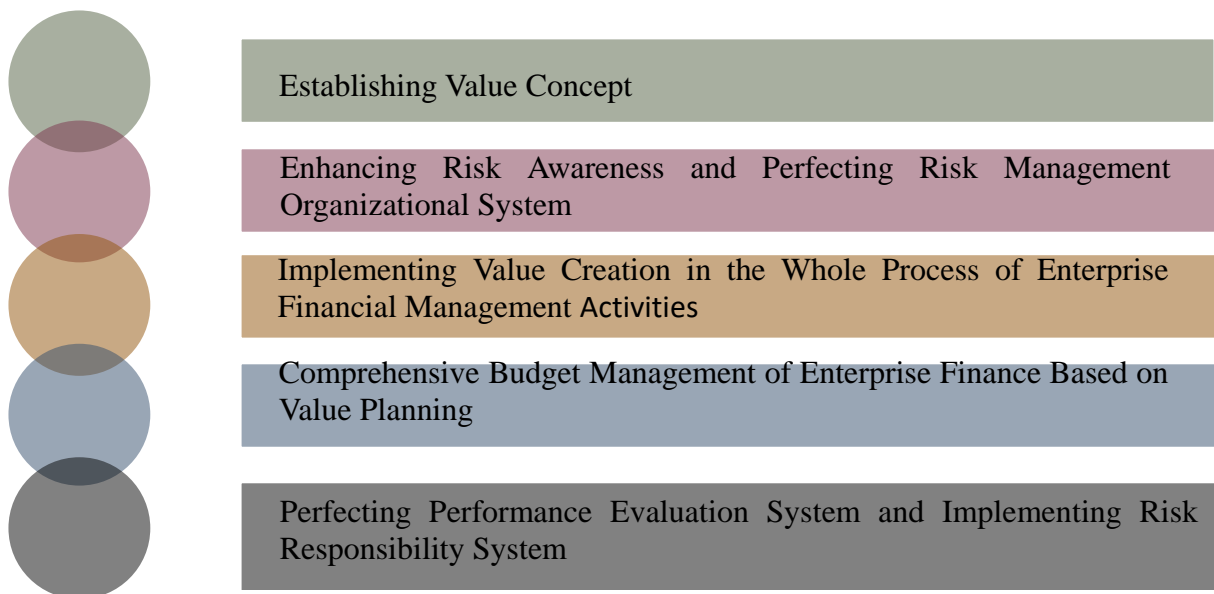 Establishing Value Concept
Enhancing Risk Awareness and Perfecting Risk Management
Organizational System
Implementing Value Creation in the Whole Process of Enterprise
Financial Management Activities
Comprehensive Budget Management of Enterprise Finance Based on
Value Planning
Perfecting Performance Evaluation System and Implementing Risk
Responsibility System